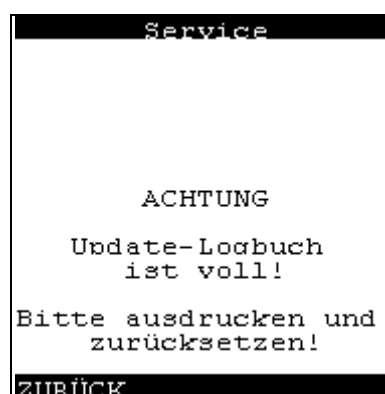 Service
ACHTUNG
Update-Logbuch
ist voll!
Bitte ausdrucken und
zurücksetzen!
ZURÜCK